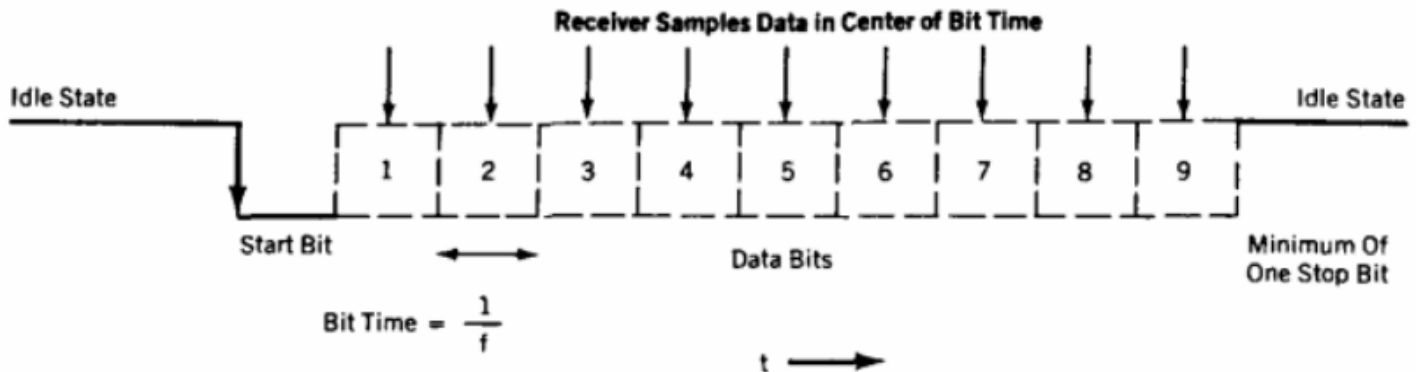 Receiver Samples Data in Center of Bit Time
Idle State
Idle State
1 2 3 4 5 6 7 8 9
Start Bit
Data Bits
Minimum Of
One Stop Bit
Bit Time = 1/f
t